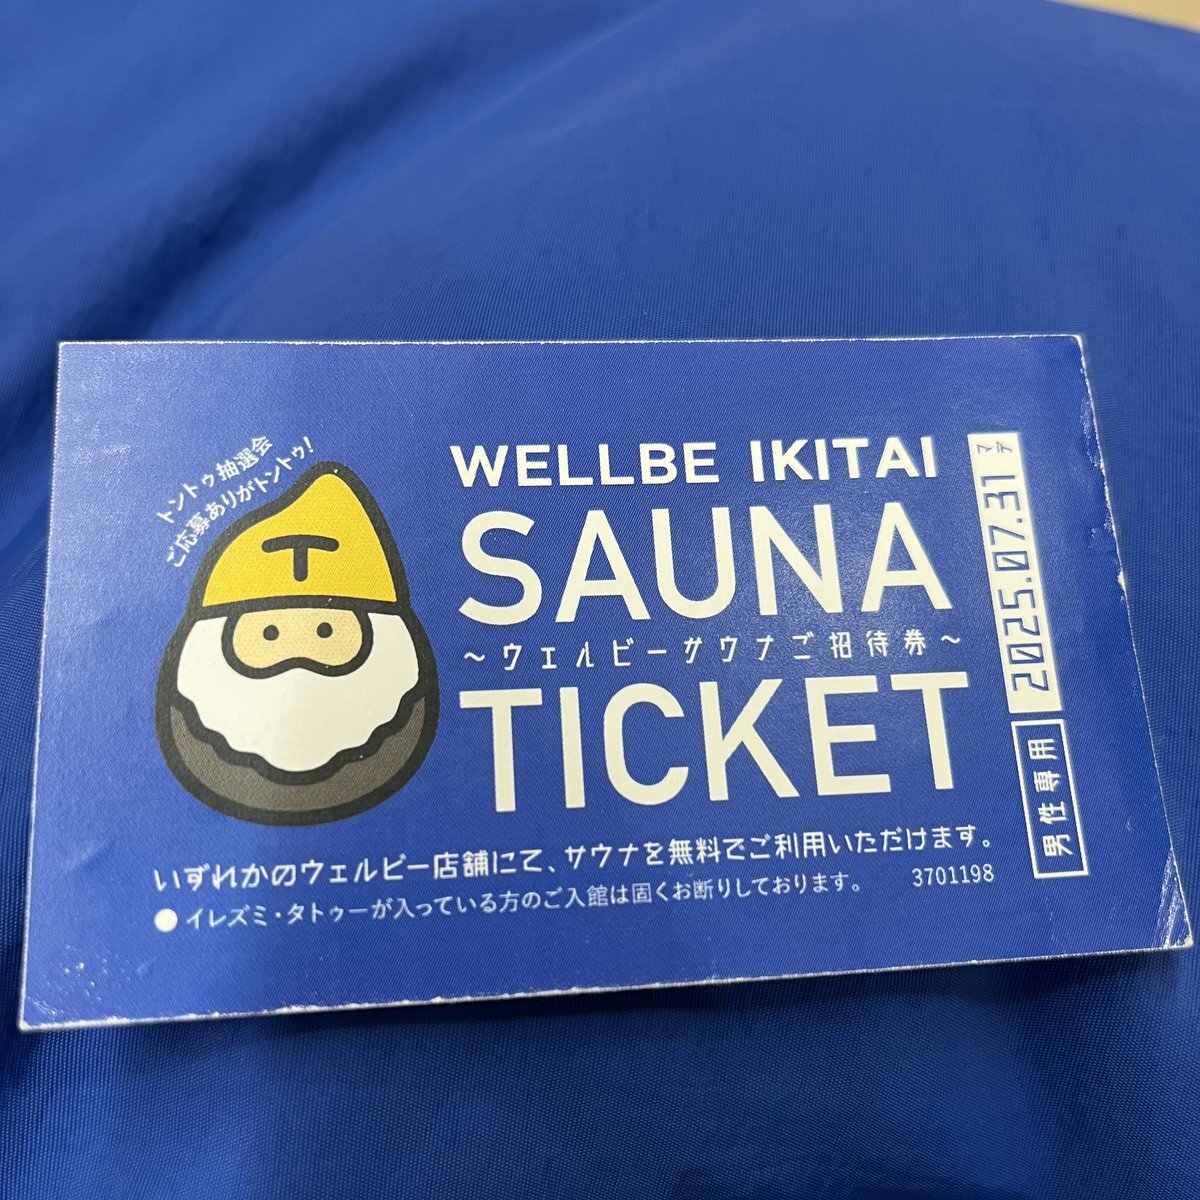 トントゥ抽選会
ご応募ありがトントゥ!
T
WELLBE IKITAI
SAUNA
～ウェルビーサウナご招待券～
TICKET
2025.07.31 マデ
男性専用
いずれかのウェルビー店舗にて、サウナを無料でご利用いただけます。
●イレズミ・タトゥーが入っている方のご入館は固くお断りしております。
3701198